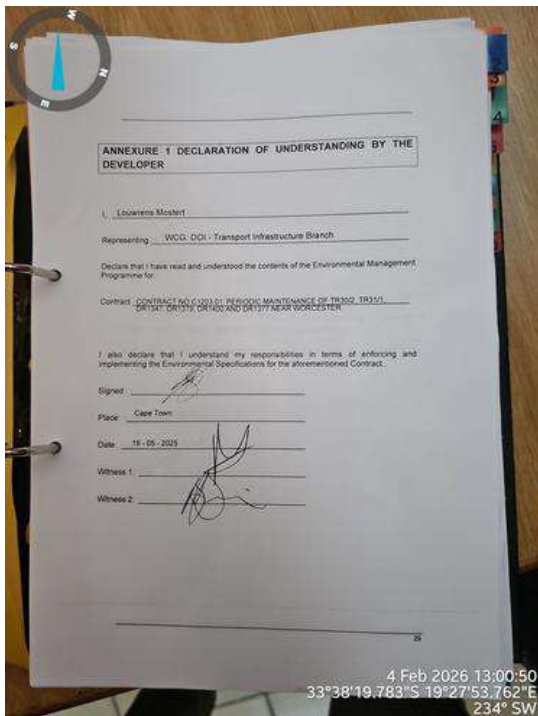 W
S
N
E
3
4
ANNEXURE 1 DECLARATION OF UNDERSTANDING BY THE
DEVELOPER
I, Louwrens Mostert
Representing WCG: DOI - Transport Infrastructure Branch
Declare that I have read and understood the contents of the Environmental Management
Programme for:
Contract CONTRACT NO C1203.01: PERIODIC MAINTENANCE OF TR30/2, TR31/1,
DR1347, DR1379, DR1400 AND DR1377 NEAR WORCESTER
I also declare that I understand my responsibilities in terms of enforcing and
implementing the Environmental Specifications for the aforementioned Contract.
Signed
Place: Cape Town
Date: 19 - 05 - 2025
Witness 1:
Witness 2:
29
4 Feb 2026 13:00:50
33°38'19.783"S 19°27'53.762"E
234° SW